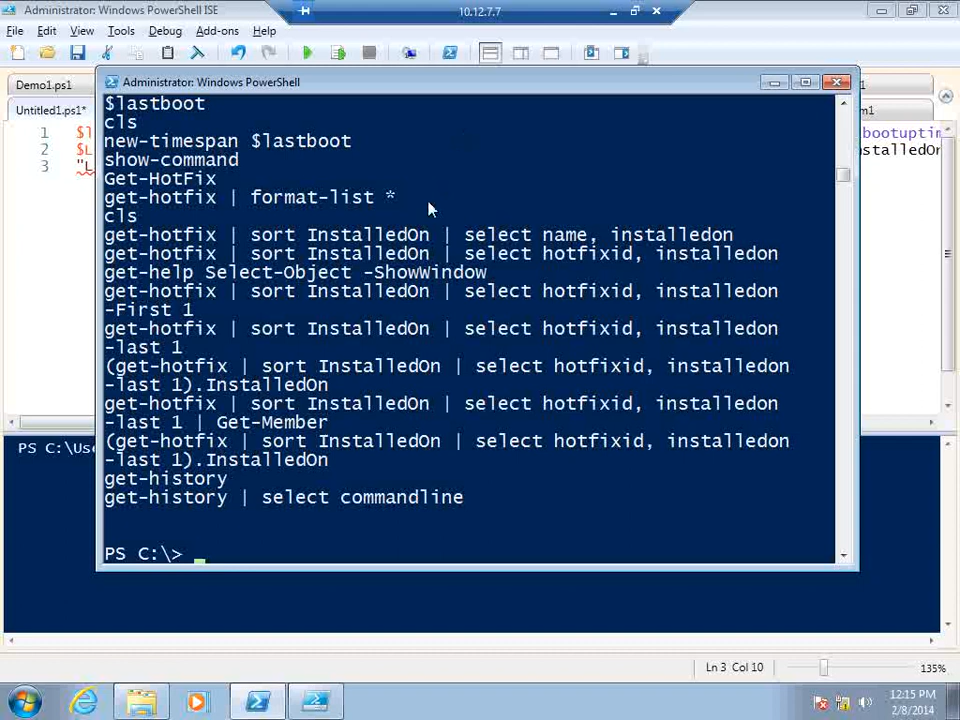 Administrator: Windows PowerShell ISE
10.12.7.7
File Edit View Tools Debug Add-ons Help
Demo1.ps1
Untitled1.ps1*
1
2
3
Administrator: Windows PowerShell
$lastboot
cls
new-timespan $lastboot
show-command
Get-HotFix
get-hotfix | format-list *
cls
get-hotfix | sort InstalledOn | select name, installedon
get-hotfix | sort InstalledOn | select hotfixid, installedon
get-help Select-Object -ShowWindow
get-hotfix | sort InstalledOn | select hotfixid, installedon
-First 1
get-hotfix | sort InstalledOn | select hotfixid, installedon
-last 1
(get-hotfix | sort InstalledOn | select hotfixid, installedon
-last 1).InstalledOn
get-hotfix | sort InstalledOn | select hotfixid, installedon
-last 1 | Get-Member
(get-hotfix | sort InstalledOn | select hotfixid, installedon
-last 1).InstalledOn
get-history
get-history | select commandline
PS C:\>
Ln 3 Col 10
135%
12:15 PM
2/8/2014